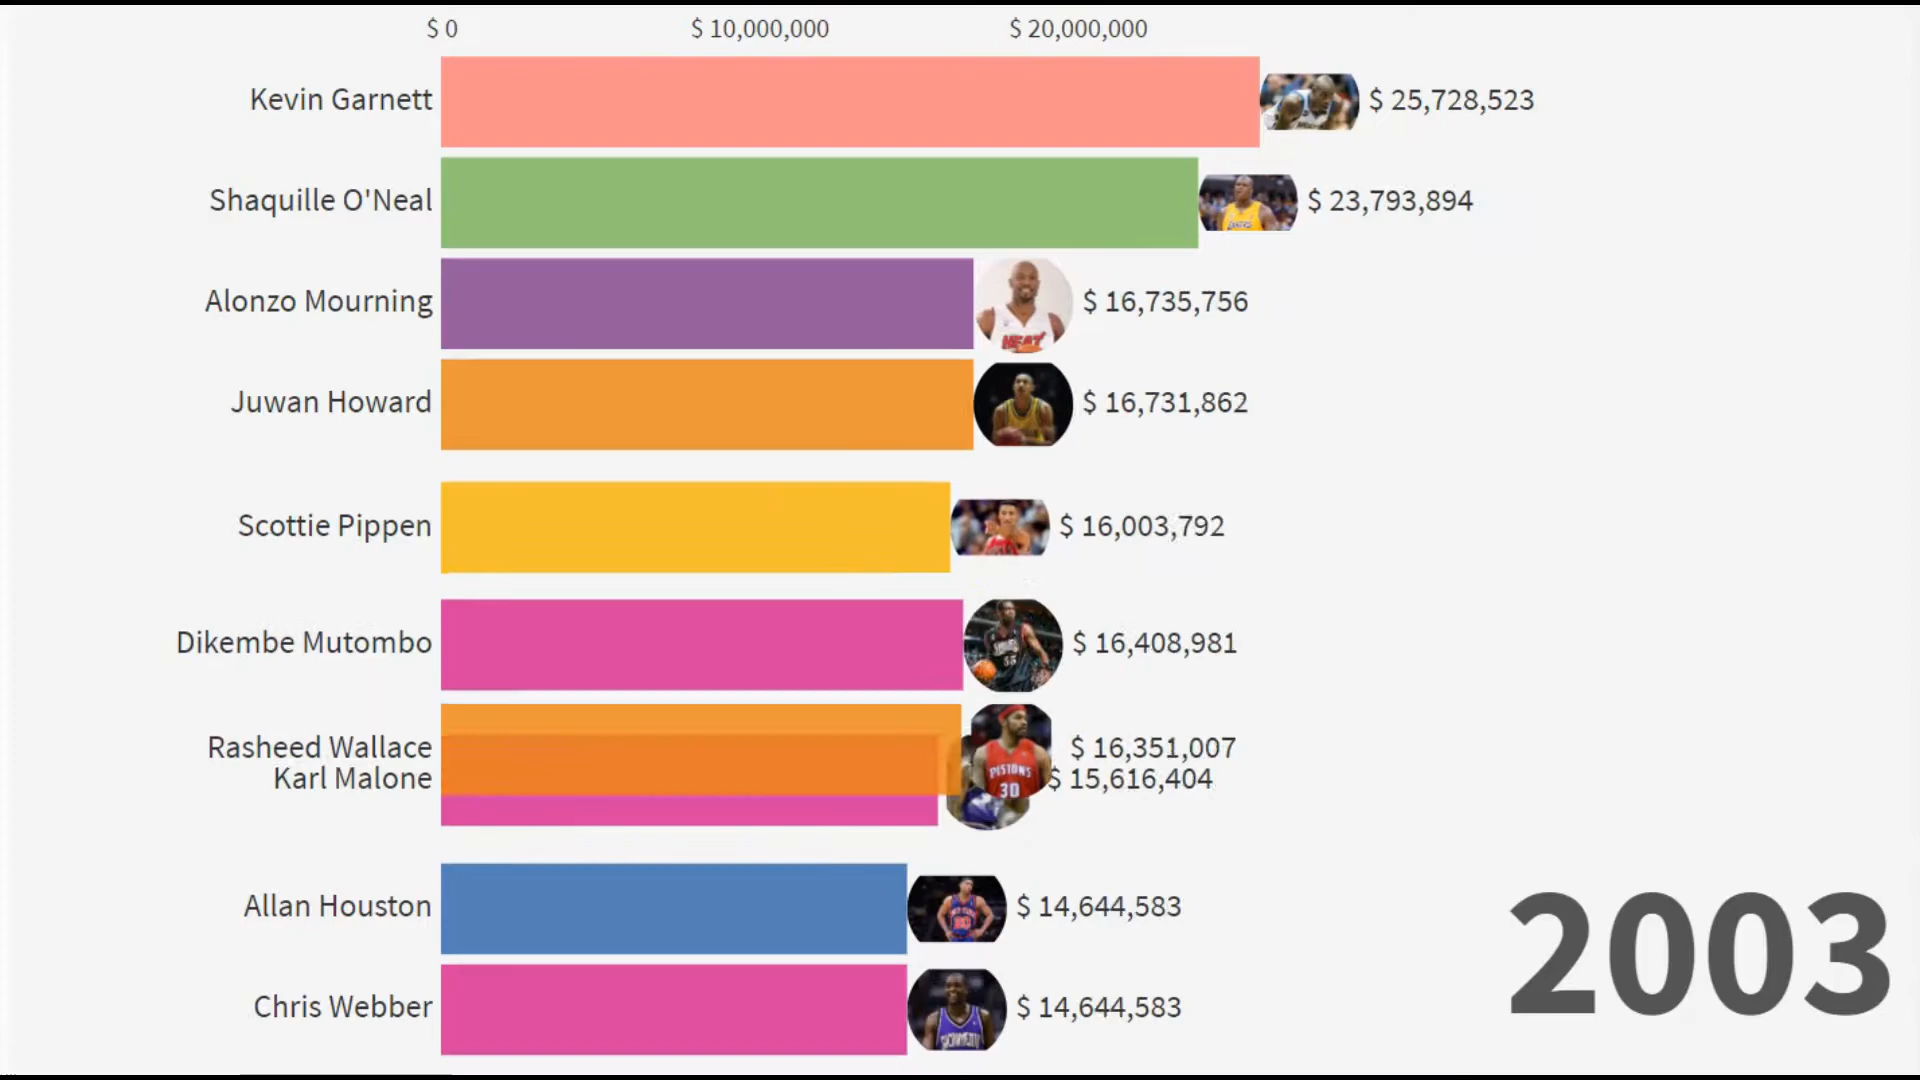 $ 0 $ 10,000,000 $ 20,000,000
Kevin Garnett $ 25,728,523
Shaquille O'Neal $ 23,793,894
Alonzo Mourning HEAT $ 16,735,756
Juwan Howard $ 16,731,862
Scottie Pippen $ 16,003,792
Dikembe Mutombo $ 16,408,981
Rasheed Wallace PISTONS 30 $ 16,351,007
Karl Malone $ 15,616,404
Allan Houston $ 14,644,583
Chris Webber $ 14,644,583
2003